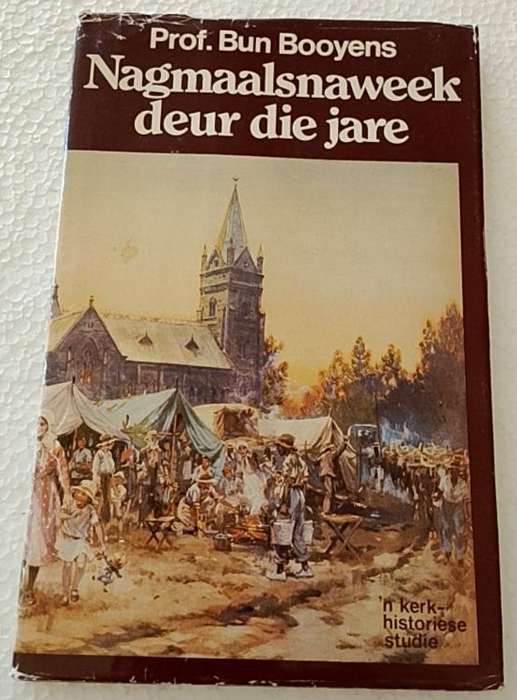 Prof. Bun Booyens
Nagmaalsnaweek
deur die jare
'n kerk-
historiese
studie